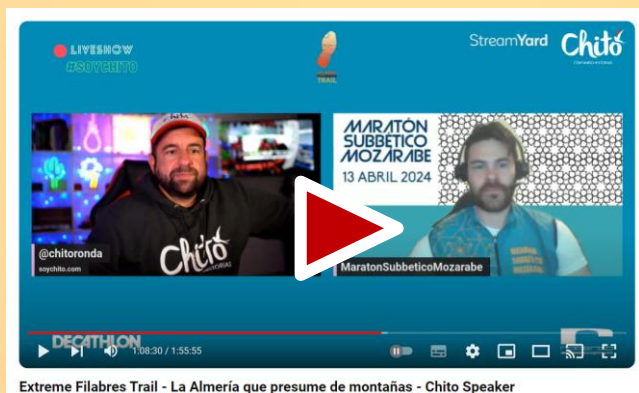 LIVESHOW
#SOYCHITO
TRAIL
StreamYard
Chito
MARATÓN
SUBBÉTICO
MOZÁRABE
13 ABRIL 2024
Chito
@chitoronda
soychito.com
MaratonSubbeticoMozarabe
DECATHLON
1:08:30 / 1:55:55
Extreme Filabres Trail - La Almería que presume de montañas - Chito Speaker